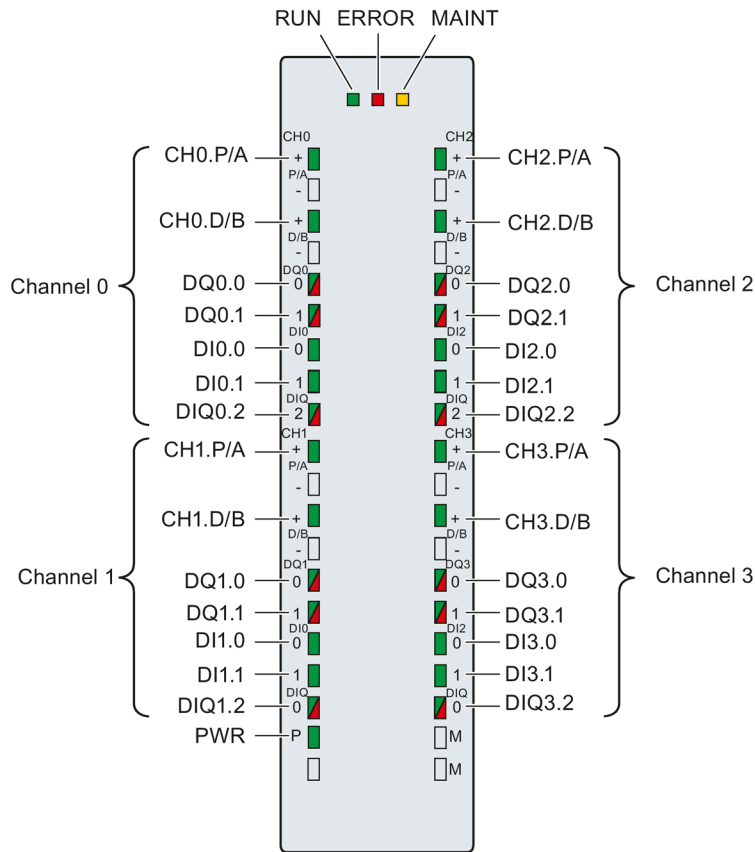 RUN ERROR MAINT
CH0 CH2
CH0.P/A + + CH2.P/A
P/A P/A
- -
CH0.D/B + + CH2.D/B
D/B D/B
- -
DQ0 DQ2
DQ0.0 0 0 DQ2.0
Channel 0 Channel 2
DQ0.1 1 1 DQ2.1
DI0 DI2
DI0.0 0 0 DI2.0
DI0.1 1 1 DI2.1
DIQ DIQ
DIQ0.2 2 2 DIQ2.2
CH1 CH3
CH1.P/A + + CH3.P/A
P/A P/A
- -
CH1.D/B + + CH3.D/B
D/B D/B
- -
DQ1 DQ3
Channel 1 Channel 3
DQ1.0 0 0 DQ3.0
DQ1.1 1 1 DQ3.1
DI0 DI2
DI1.0 0 0 DI3.0
DI1.1 1 1 DI3.1
DIQ DIQ
DIQ1.2 0 0 DIQ3.2
PWR P M
M